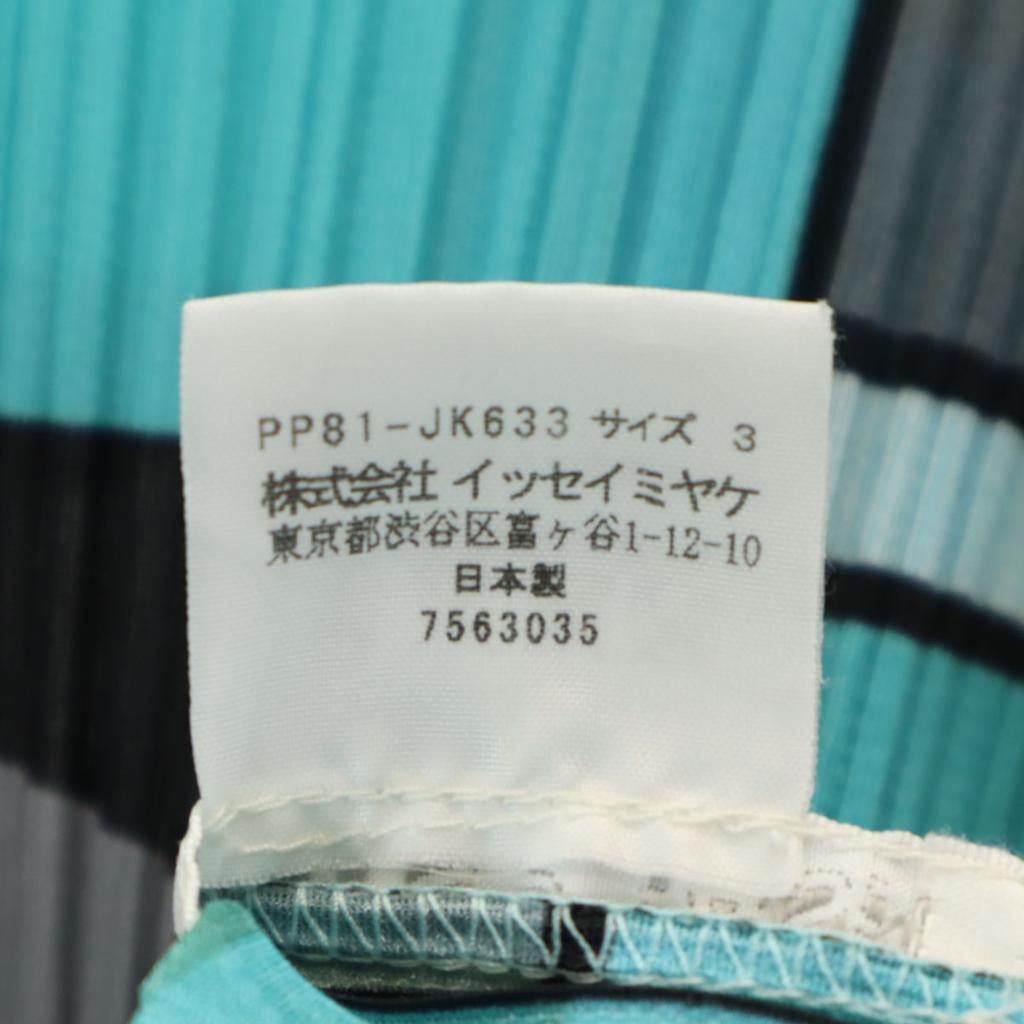 PP81-JK633 サイズ 3
株式会社 イッセイミヤケ
東京都渋谷区富ヶ谷1-12-10
日本製
7563035